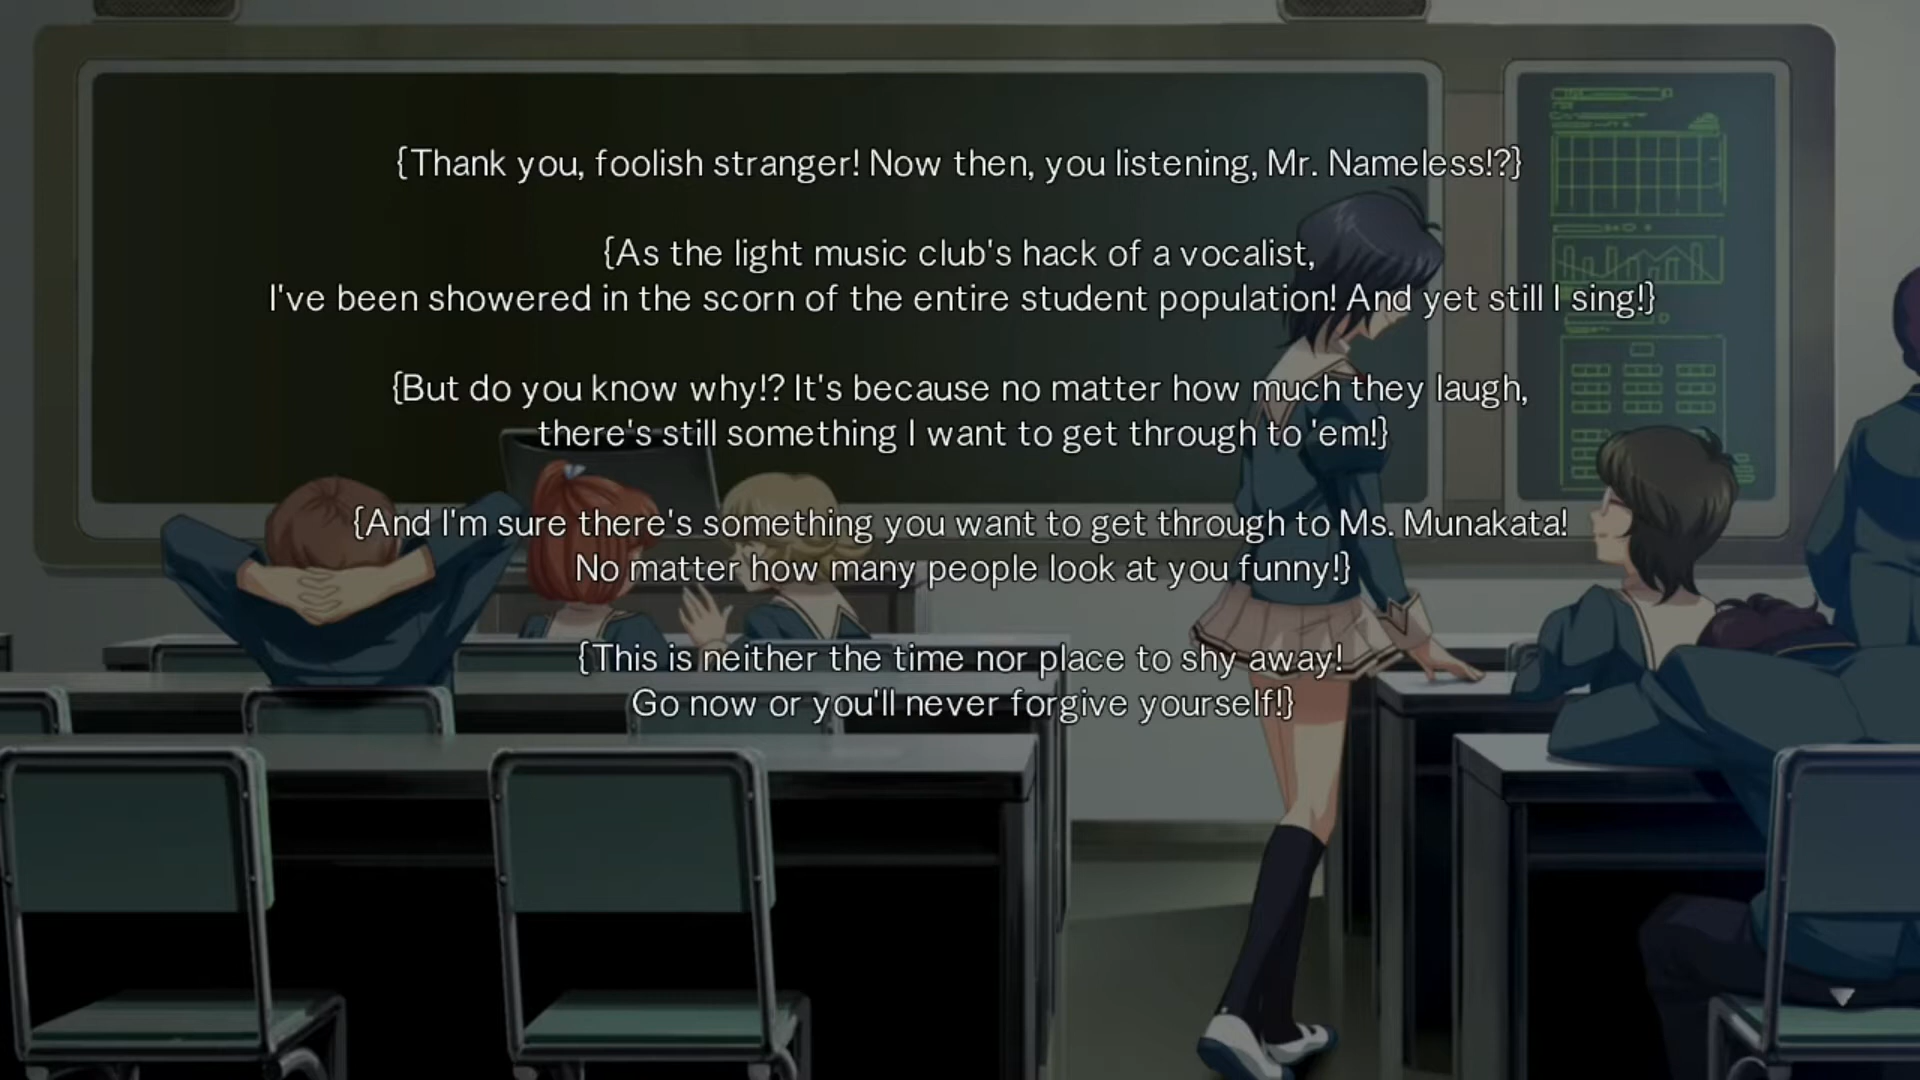 {Thank you, foolish stranger! Now then, you listening, Mr. Nameless!?}
{As the light music club's hack of a vocalist,
I've been showered in the scorn of the entire student population! And yet still I sing!}
{But do you know why!? It's because no matter how much they laugh,
there's still something I want to get through to 'em!}
{And I'm sure there's something you want to get through to Ms. Munakata!
No matter how many people look at you funny!}
{This is neither the time nor place to shy away!
Go now or you'll never forgive yourself!}